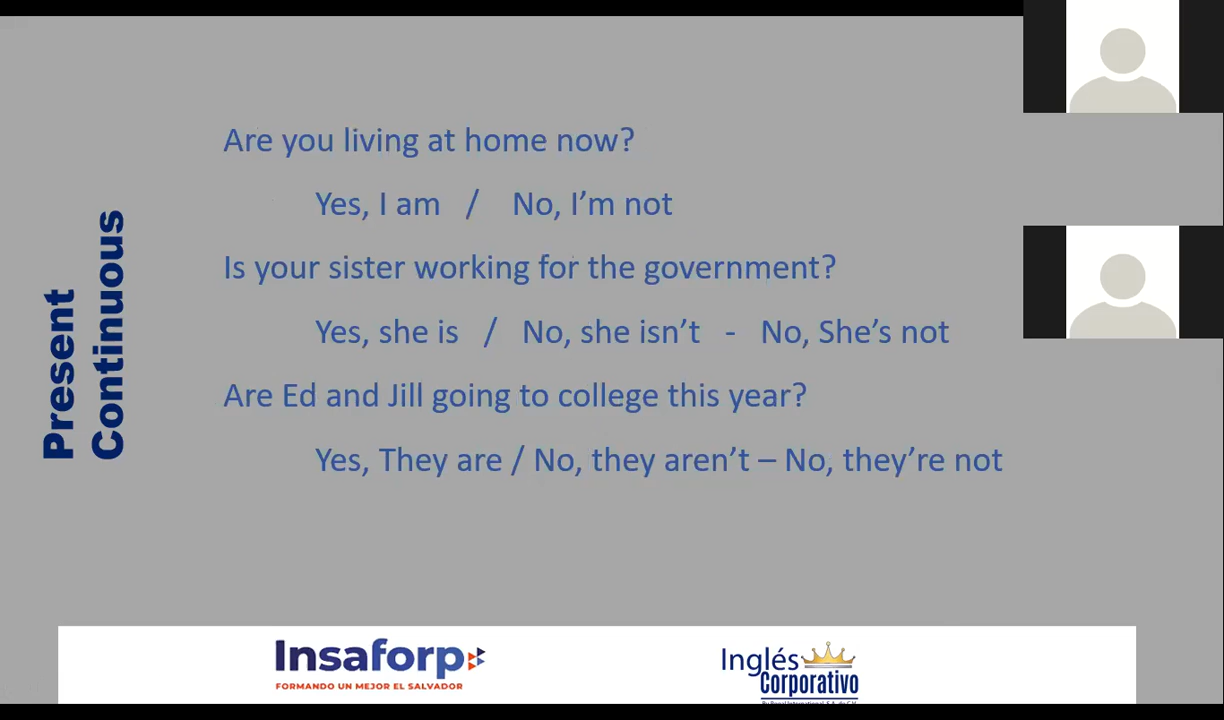 Present
Continuous
Are you living at home now?
Yes, I am / No, I’m not
Is your sister working for the government?
Yes, she is / No, she isn’t - No, She’s not
Are Ed and Jill going to college this year?
Yes, They are / No, they aren’t – No, they’re not
Insaforp
FORMANDO UN MEJOR EL SALVADOR
Inglés
Corporativo